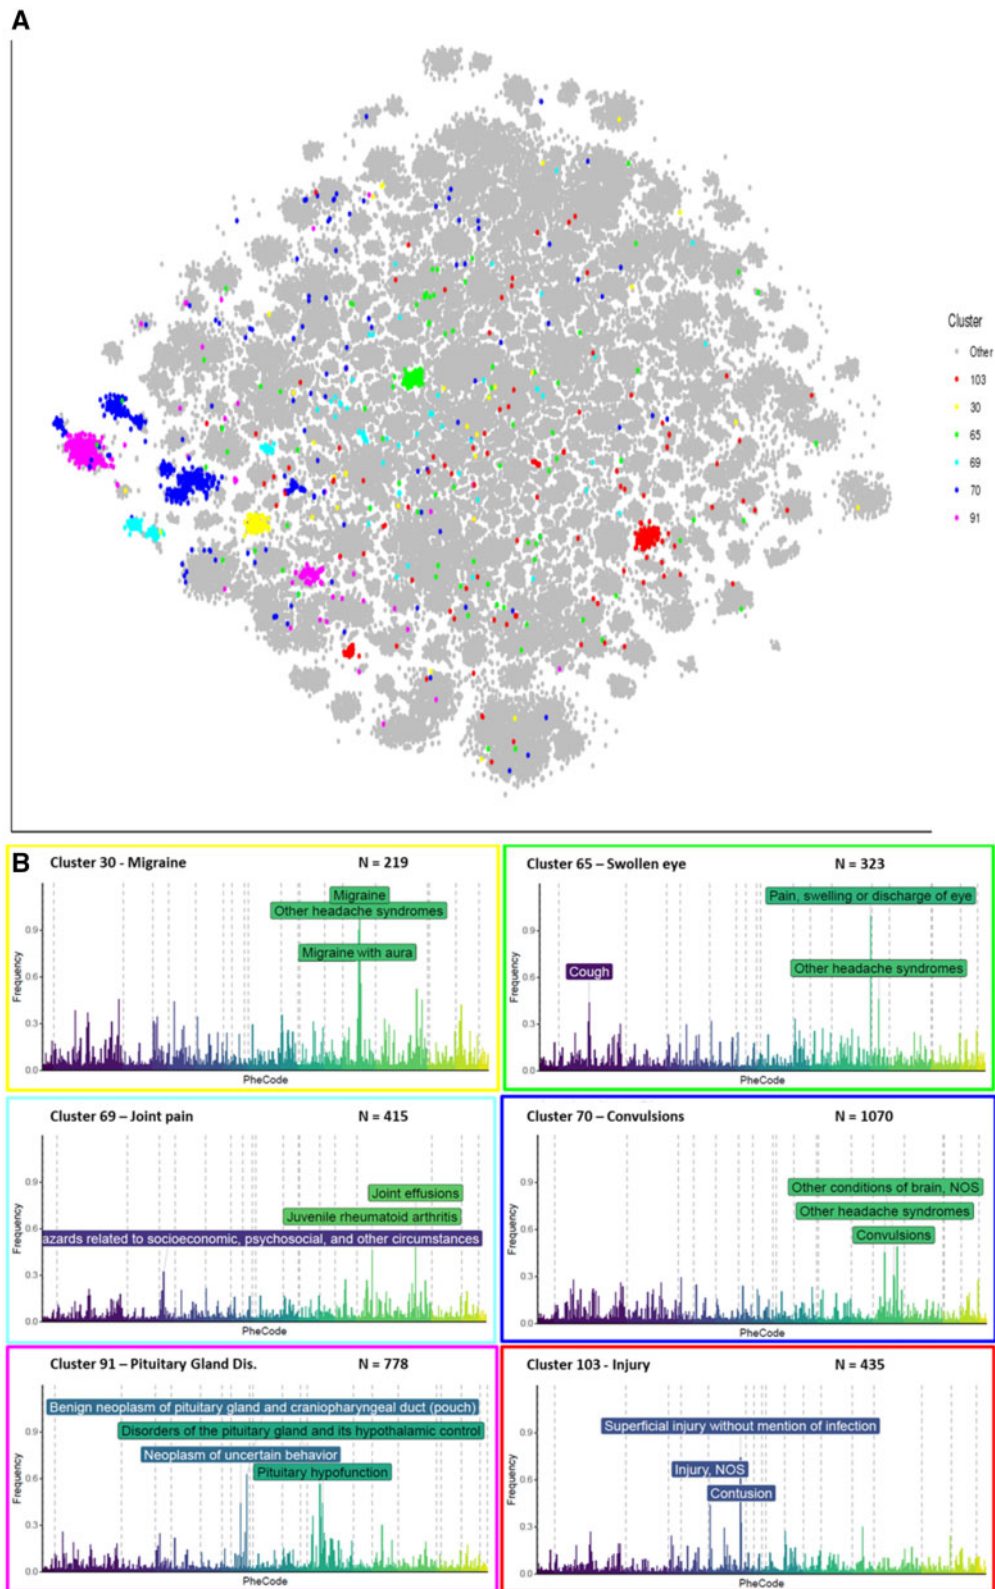 A
Cluster
Other
103
30
65
69
70
91
B
Cluster 30 - Migraine N = 219
Migraine
Other headache syndromes
Migraine with aura
Frequency
0.9
0.6
0.3
0.0
PheCode
Cluster 65 – Swollen eye N = 323
Pain, swelling or discharge of eye
Other headache syndromes
Cough
Frequency
0.9
0.6
0.3
0.0
PheCode
Cluster 69 – Joint pain N = 415
Joint effusions
Juvenile rheumatoid arthritis
azards related to socioeconomic, psychosocial, and other circumstances
Frequency
0.9
0.6
0.3
0.0
PheCode
Cluster 70 – Convulsions N = 1070
Other conditions of brain, NOS
Other headache syndromes
Convulsions
Frequency
0.9
0.6
0.3
0.0
PheCode
Cluster 91 – Pituitary Gland Dis. N = 778
Benign neoplasm of pituitary gland and craniopharyngeal duct (pouch)
Disorders of the pituitary gland and its hypothalamic control
Neoplasm of uncertain behavior
Pituitary hypofunction
Frequency
0.9
0.6
0.3
0.0
PheCode
Cluster 103 - Injury N = 435
Superficial injury without mention of infection
Injury, NOS
Contusion
Frequency
0.9
0.6
0.3
0.0
PheCode